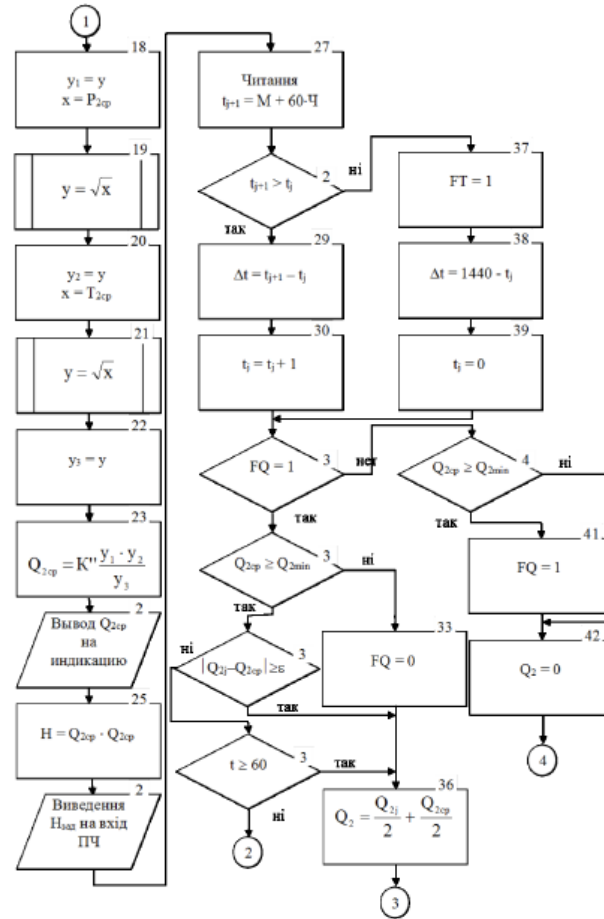 1
18
y₁ = y
x = P₂ср
19
y = √x
20
y₂ = y
x = T₂ср
21
y = √x
22
y₃ = y
23
Q₂ср = K" y₁ · y₂ / y₃
2
Вывод Q₂ср
на
индикацию
25
H = Q₂ср · Q₂ср
2
Виведення
Hзад на вхід
ПЧ
27
Читання
tⱼ₊₁ = M + 60-Ч
2
tⱼ₊₁ > tⱼ
ні
так
29
Δt = tⱼ₊₁ – tⱼ
30
tⱼ = tⱼ + 1
37
FT = 1
38
Δt = 1440 - tⱼ
39
tⱼ = 0
3
FQ = 1
нет
так
3
Q₂ср ≥ Q₂min
ні
так
3
ні
|Q₂ⱼ–Q₂ср| ≥ε
так
3
t ≥ 60
так
ні
2
33
FQ = 0
36
Q₂ = Q₂ⱼ / 2 + Q₂ср / 2
3
4
Q₂ср ≥ Q₂min
ні
так
41
FQ = 1
42
Q₂ = 0
4